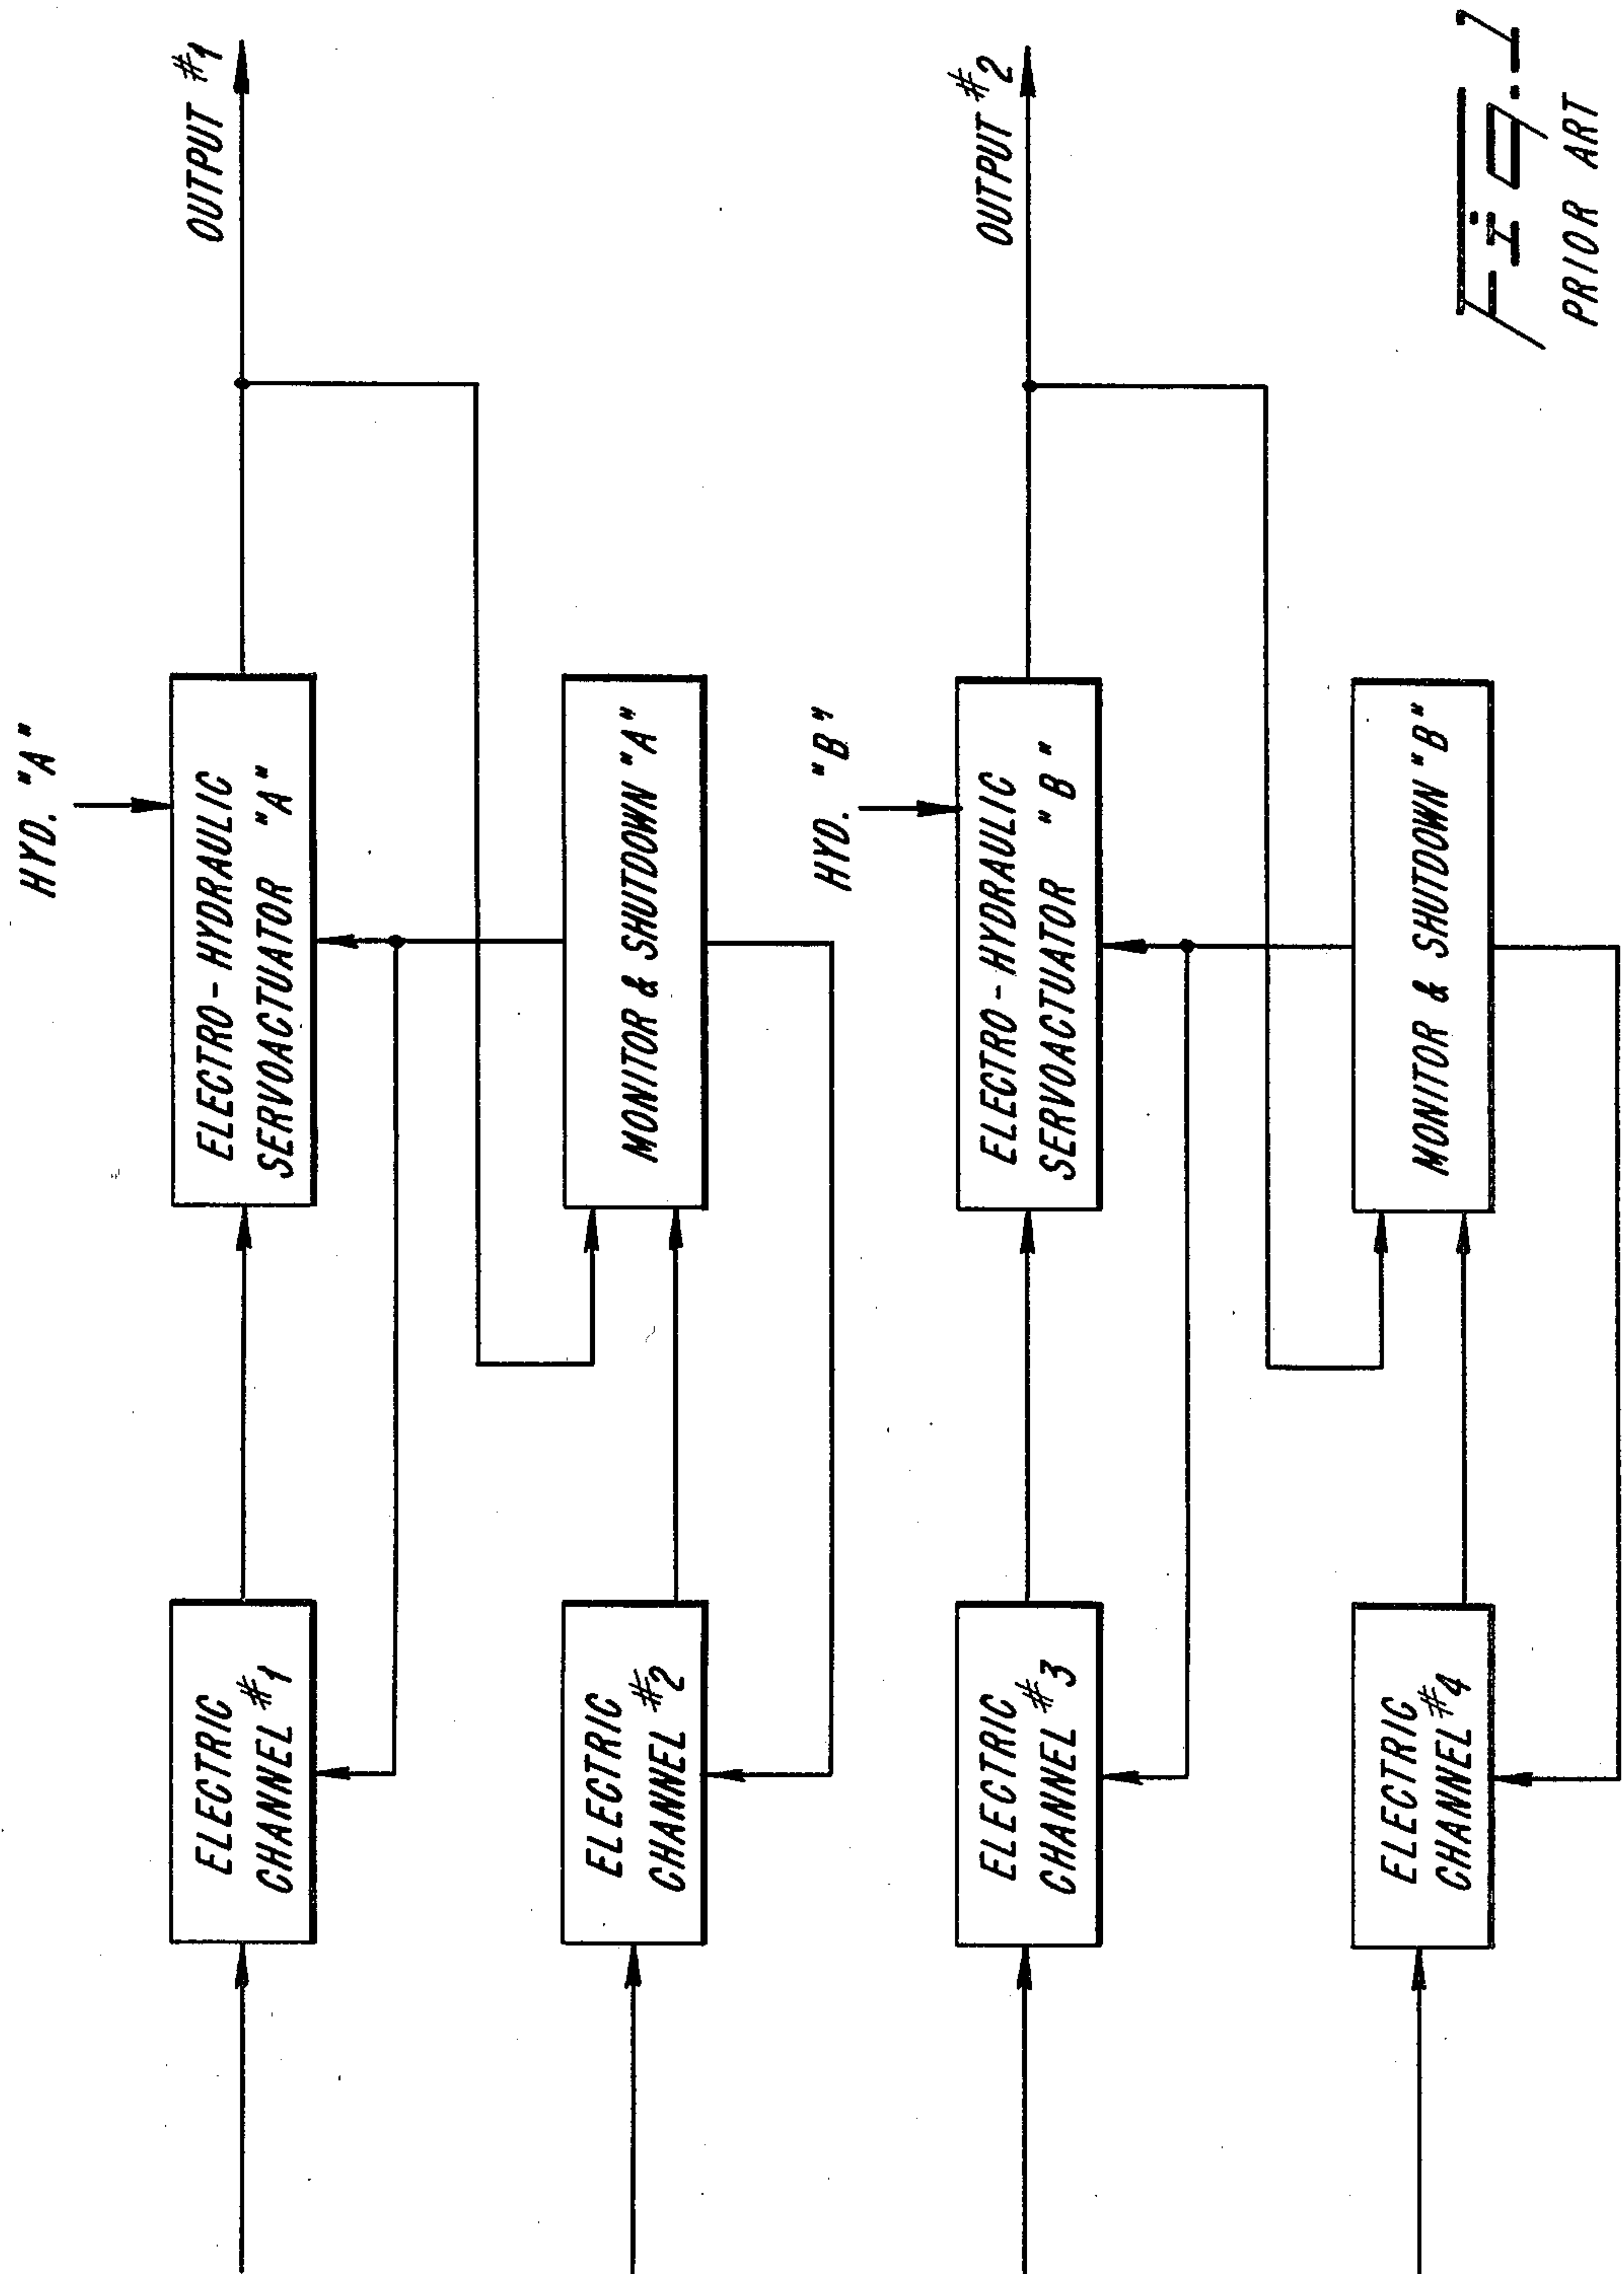 HYD. "A"
OUTPUT #1
ELECTRIC
CHANNEL #1
ELECTRO-HYDRAULIC
SERVOACTUATOR "A"
ELECTRIC
CHANNEL #2
MONITOR & SHUTDOWN "A"
HYD. "B"
OUTPUT #2
ELECTRIC
CHANNEL #3
ELECTRO-HYDRAULIC
SERVOACTUATOR "B"
ELECTRIC
CHANNEL #4
MONITOR & SHUTDOWN "B"
Fig. 1
PRIOR ART